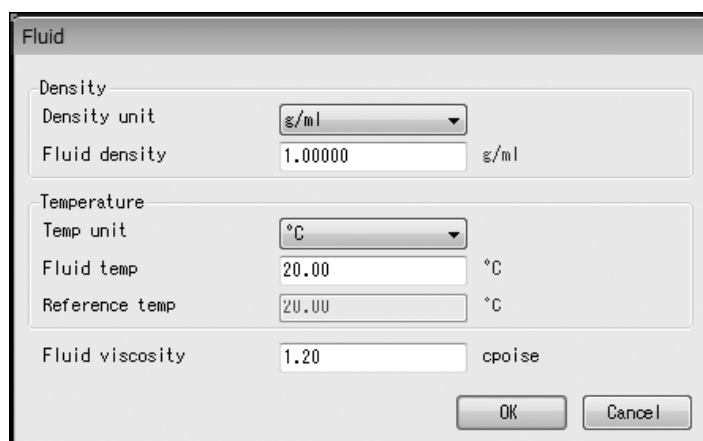 Fluid
Density
Density unit g/ml
Fluid density 1.00000 g/ml
Temperature
Temp unit °C
Fluid temp 20.00 °C
Reference temp 20.00 °C
Fluid viscosity 1.20 cpoise
OK Cancel